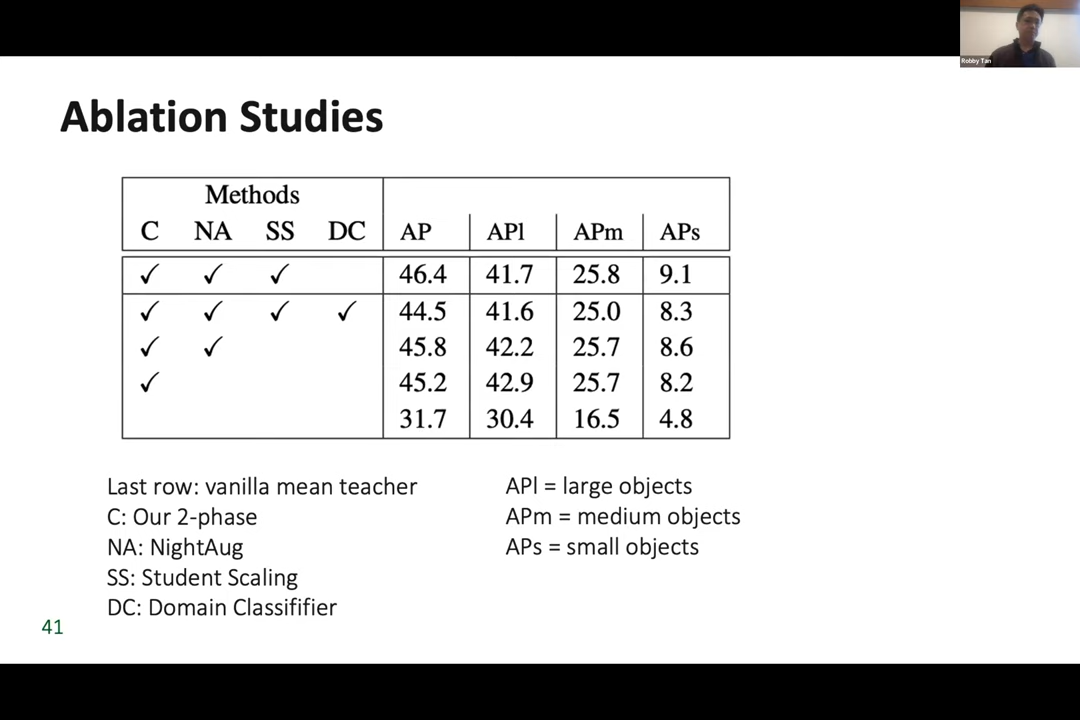 Robby Tan
Ablation Studies
Methods
C NA SS DC AP APl APm APs
✓ ✓ ✓ 46.4 41.7 25.8 9.1
✓ ✓ ✓ ✓ 44.5 41.6 25.0 8.3
✓ ✓ 45.8 42.2 25.7 8.6
✓ 45.2 42.9 25.7 8.2
31.7 30.4 16.5 4.8
Last row: vanilla mean teacher
C: Our 2-phase
NA: NightAug
SS: Student Scaling
DC: Domain Classififier
APl = large objects
APm = medium objects
APs = small objects
41